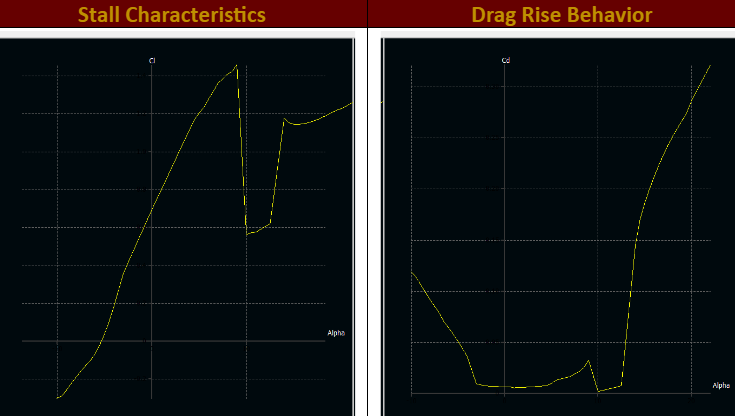 Stall Characteristics
Drag Rise Behavior
Cl
Alpha
Cd
Alpha